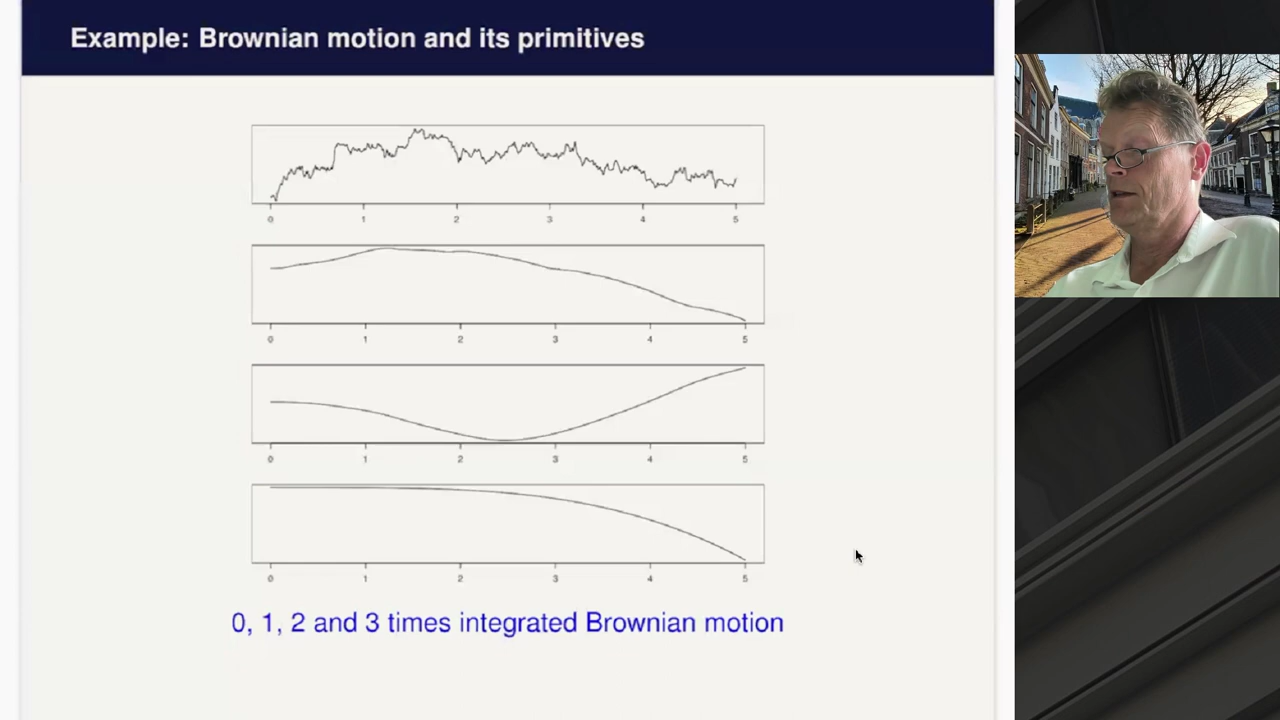 Example: Brownian motion and its primitives
0 1 2 3 4 5
0 1 2 3 4 5
0 1 2 3 4 5
0 1 2 3 4 5
0, 1, 2 and 3 times integrated Brownian motion